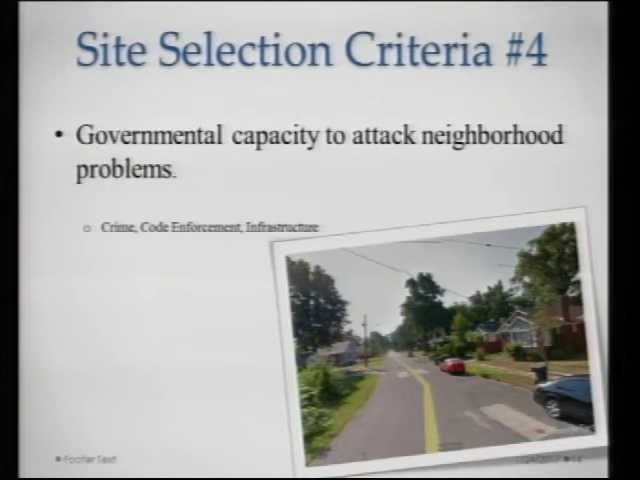 Site Selection Criteria #4
• Governmental capacity to attack neighborhood
problems.
o Crime, Code Enforcement, Infrastructure
Footer Text